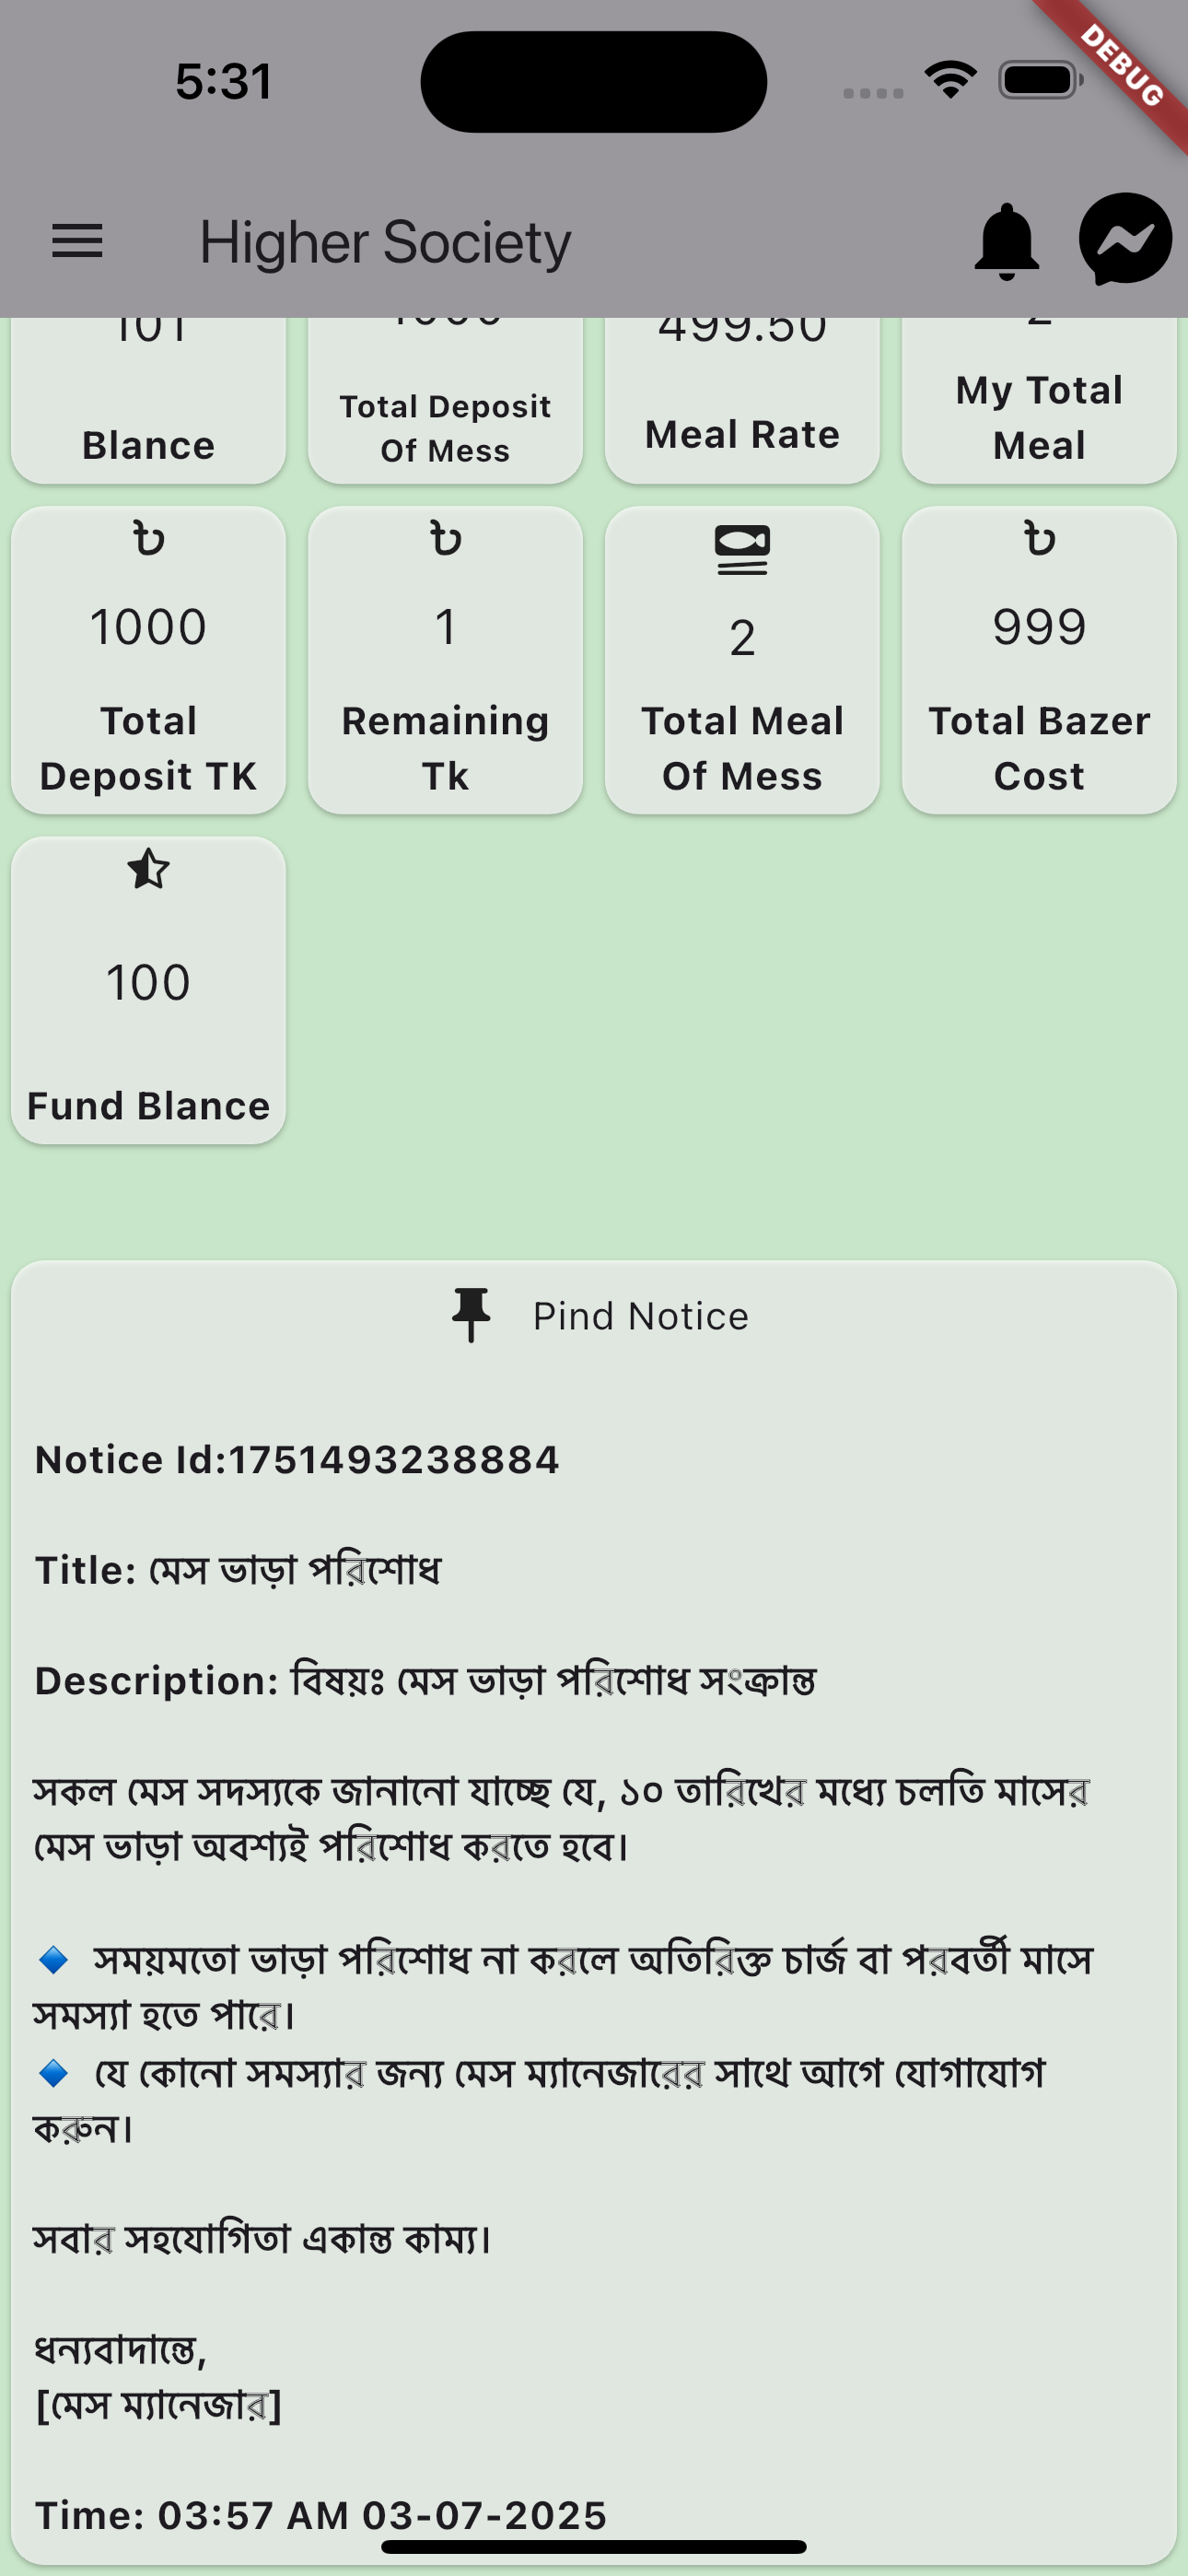 5:31
DEBUG
Higher Society
101
499.50
Blance
Total Deposit
Of Mess
Meal Rate
My Total
Meal
৳
৳
৳
1000
1
2
999
Total
Deposit TK
Remaining
Tk
Total Meal
Of Mess
Total Bazer
Cost
100
Fund Blance
Pind Notice
Notice Id:1751493238884
Title: মেস ভাড়া পরিশোধ
Description: বিষয়ঃ মেস ভাড়া পরিশোধ সংক্রান্ত
সকল মেস সদস্যকে জানানো যাচ্ছে যে, ১০ তারিখের মধ্যে চলতি মাসের
মেস ভাড়া অবশ্যই পরিশোধ করতে হবে।
🔹 সময়মতো ভাড়া পরিশোধ না করলে অতিরিক্ত চার্জ বা পরবর্তী মাসে
সমস্যা হতে পারে।
🔹 যে কোনো সমস্যার জন্য মেস ম্যানেজারের সাথে আগে যোগাযোগ
করুন।
সবার সহযোগিতা একান্ত কাম্য।
ধন্যবাদান্তে,
[মেস ম্যানেজার]
Time: 03:57 AM 03-07-2025